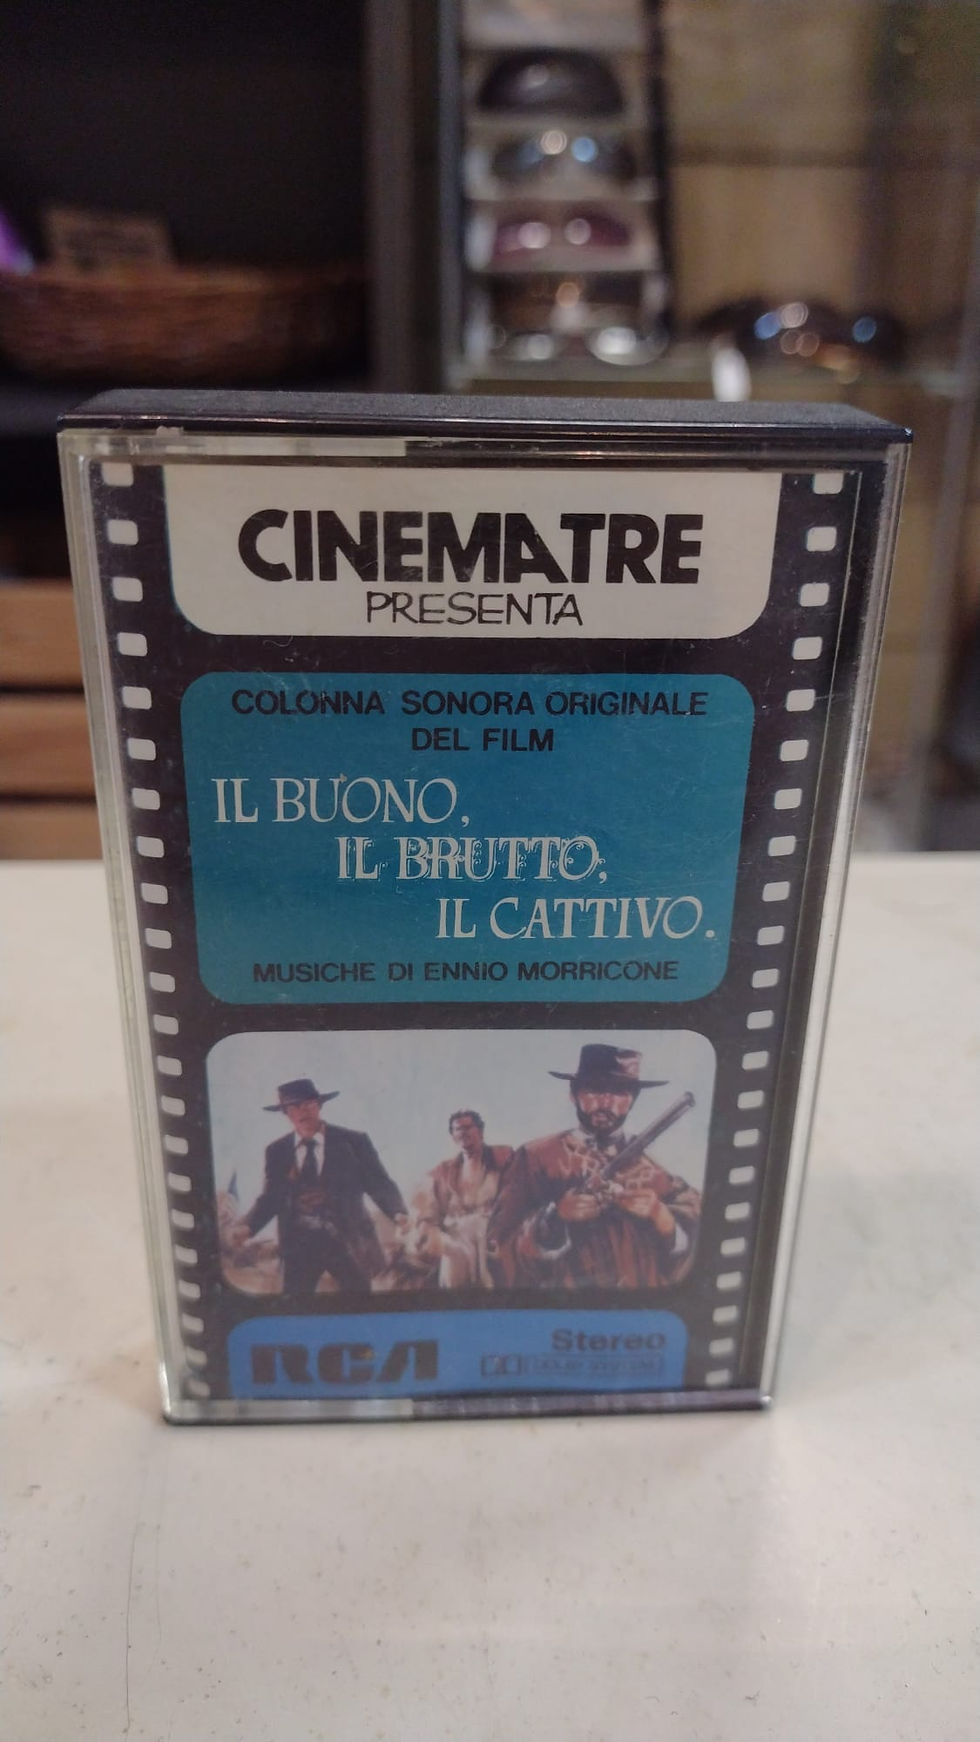 CINEMATRE
PRESENTA
COLONNA SONORA ORIGINALE
DEL FILM
IL BUONO,
IL BRUTTO,
IL CATTIVO.
MUSICHE DI ENNIO MORRICONE
RCA
Stereo